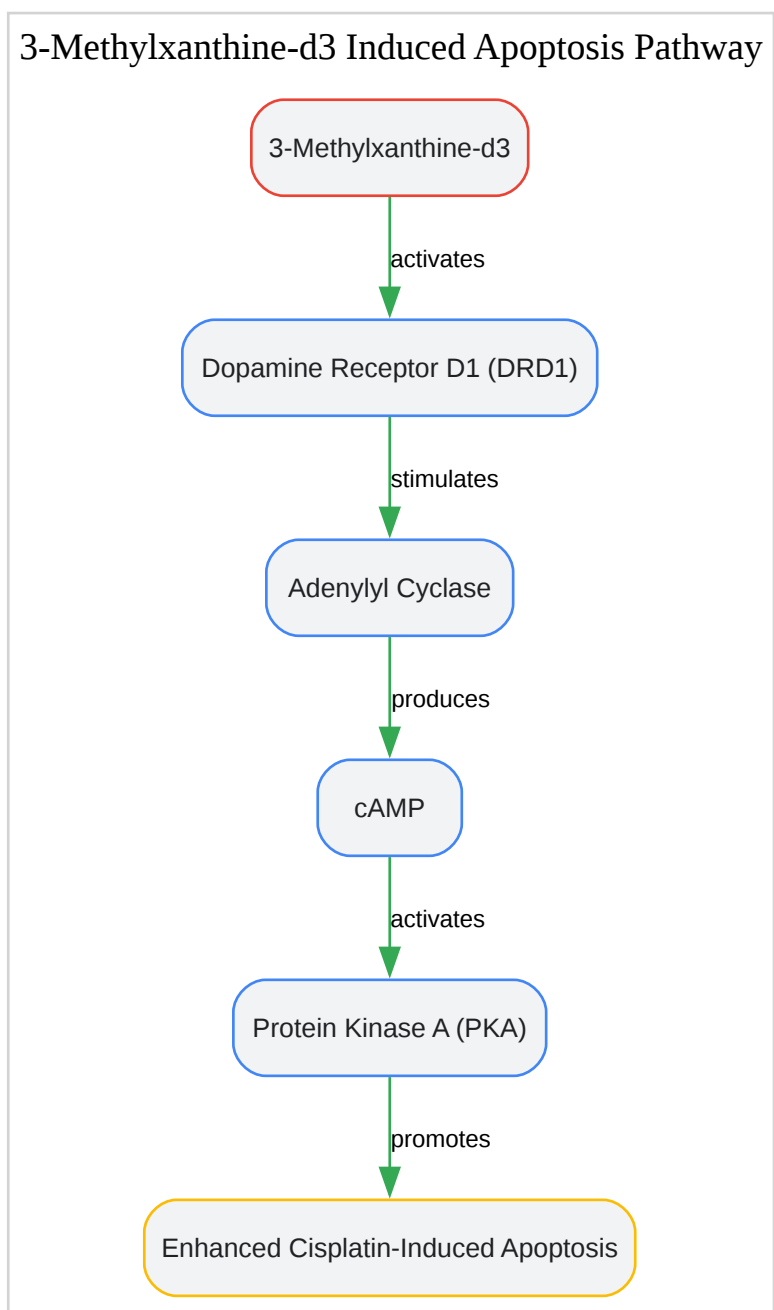 3-Methylxanthine-d3 Induced Apoptosis Pathway
3-Methylxanthine-d3
activates
Dopamine Receptor D1 (DRD1)
stimulates
Adenylyl Cyclase
produces
cAMP
activates
Protein Kinase A (PKA)
promotes
Enhanced Cisplatin-Induced Apoptosis